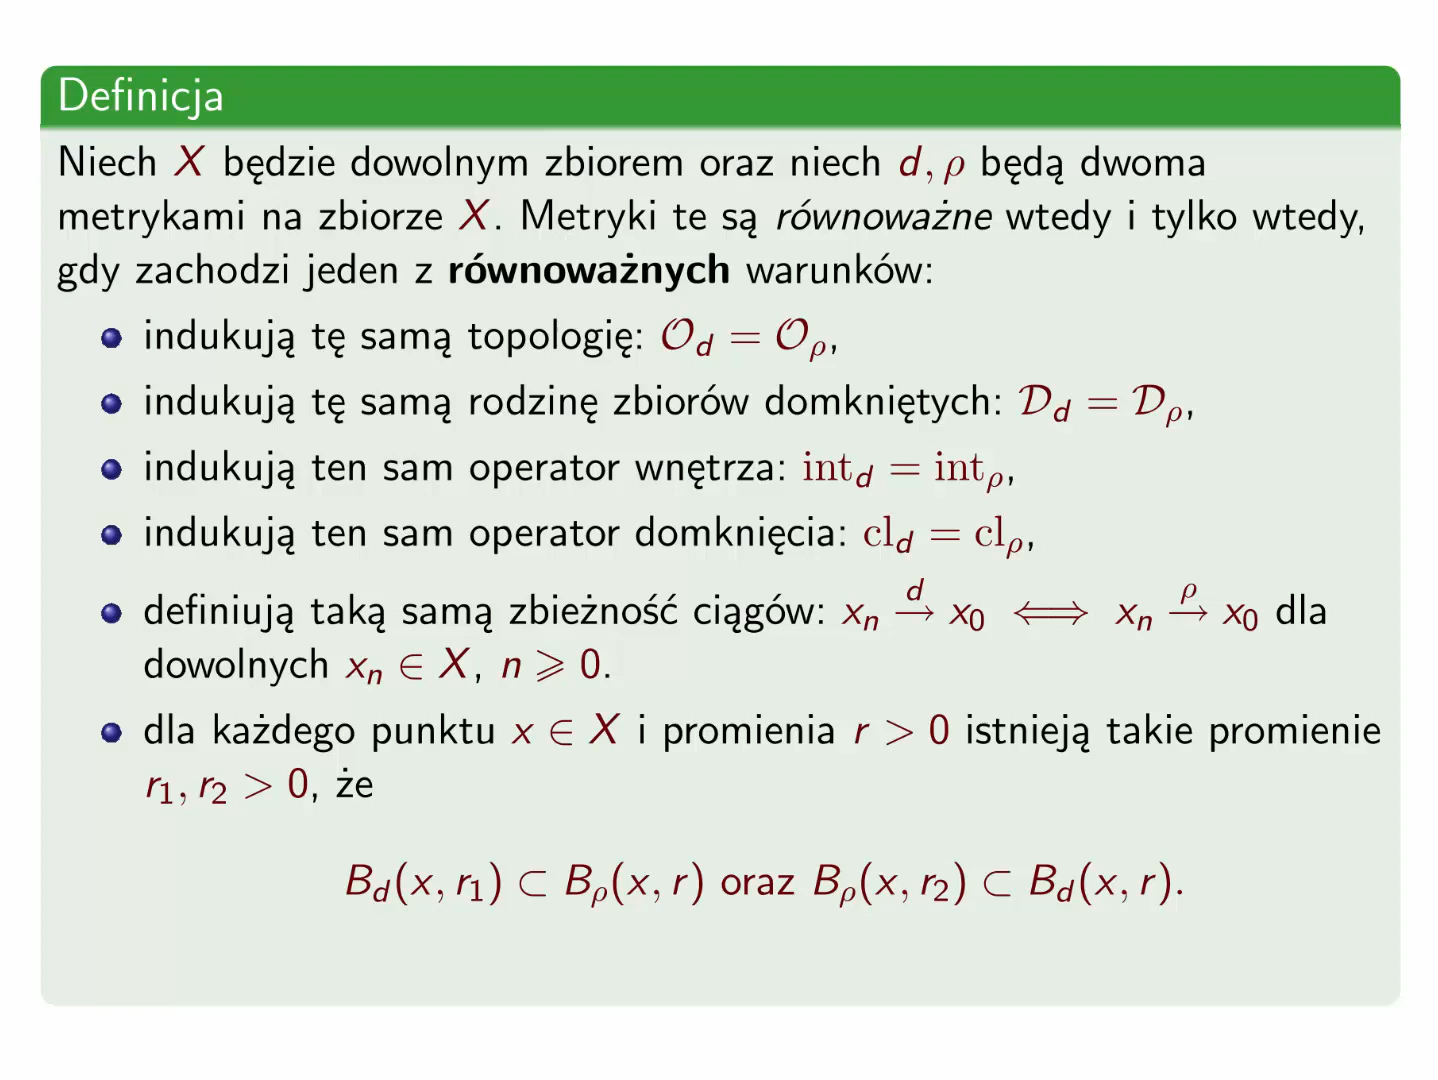 Definicja
Niech X będzie dowolnym zbiorem oraz niech d, ρ będą dwoma
metrykami na zbiorze X. Metryki te są równoważne wtedy i tylko wtedy,
gdy zachodzi jeden z równoważnych warunków:
indukują tę samą topologię: 𝒪_d = 𝒪_ρ,
indukują tę samą rodzinę zbiorów domkniętych: 𝒟_d = 𝒟_ρ,
indukują ten sam operator wnętrza: int_d = int_ρ,
indukują ten sam operator domknięcia: cl_d = cl_ρ,
definiują taką samą zbieżność ciągów: x_n →^d x_0 ⟺ x_n →^ρ x_0 dla
dowolnych x_n ∈ X, n ⩾ 0.
dla każdego punktu x ∈ X i promienia r > 0 istnieją takie promienie
r_1, r_2 > 0, że
B_d(x, r_1) ⊂ B_ρ(x, r) oraz B_ρ(x, r_2) ⊂ B_d(x, r).